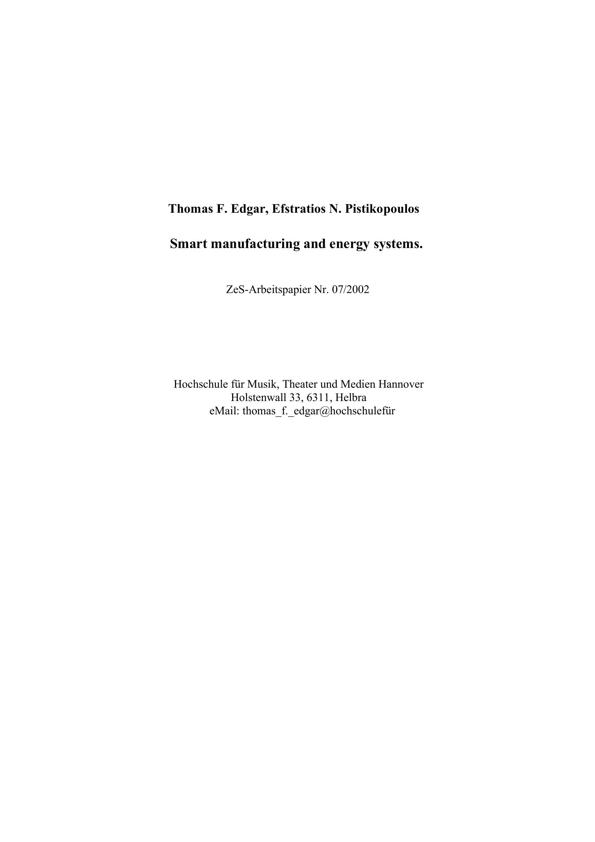 Thomas F. Edgar, Efstratios N. Pistikopoulos
Smart manufacturing and energy systems.
ZeS-Arbeitspapier Nr. 07/2002
Hochschule für Musik, Theater und Medien Hannover
Holstenwall 33, 6311, Helbra
eMail: thomas_f._edgar@hochschulefür